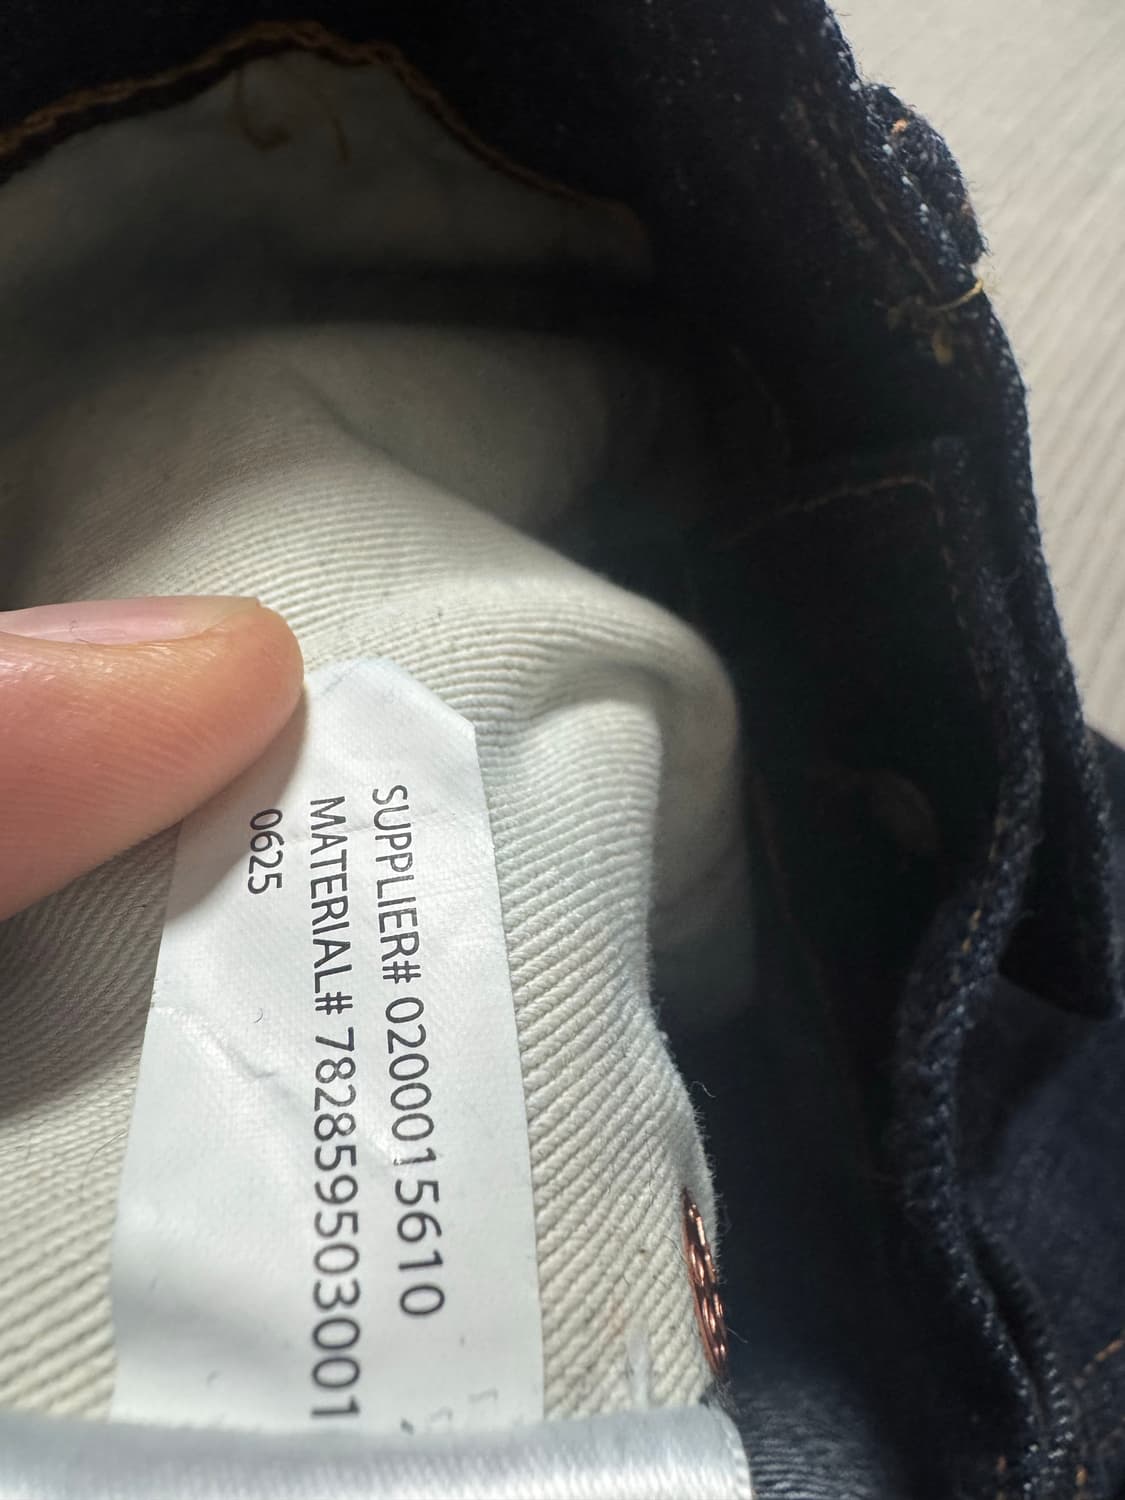 SUPPLIER# 0200015610
MATERIAL# 782859503001
0625